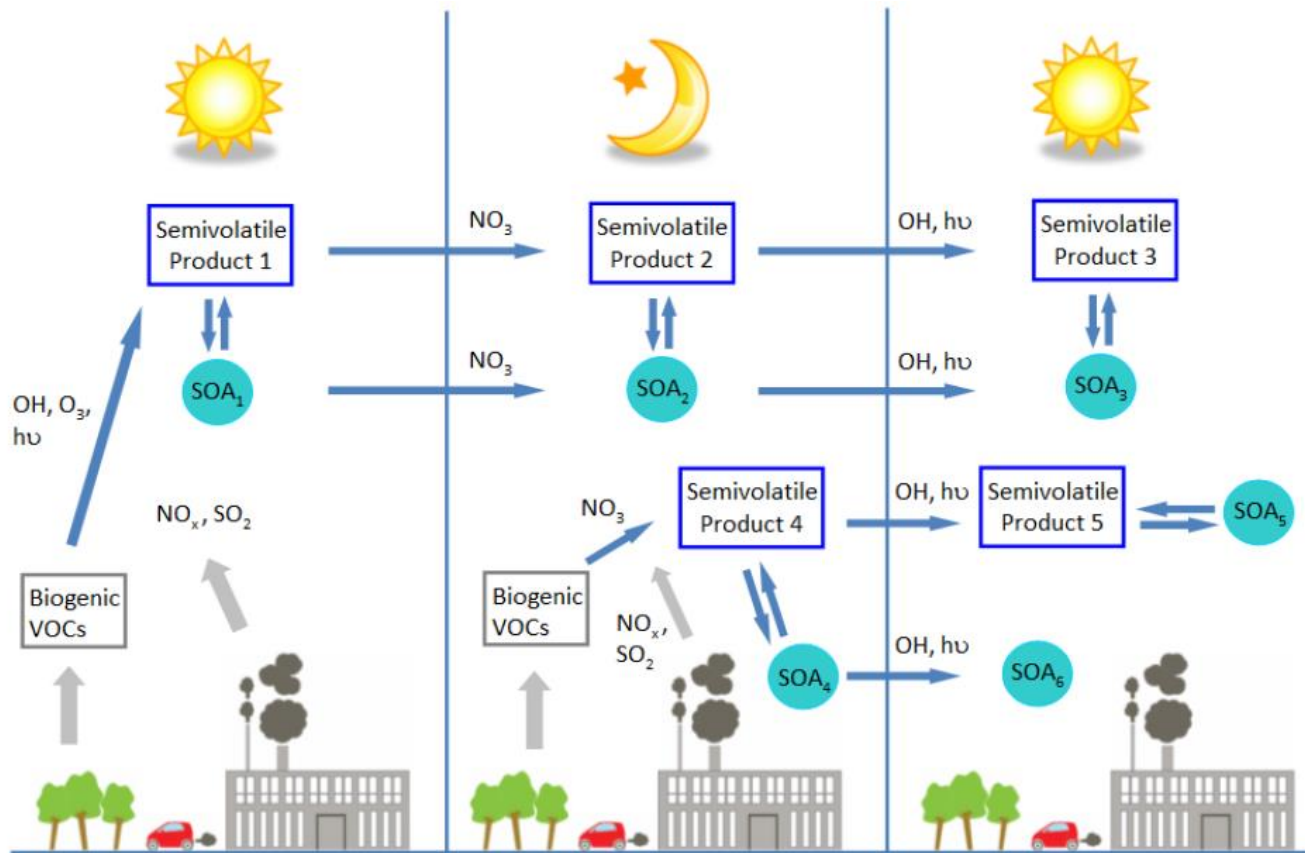 Semivolatile
Product 1
NO₃
Semivolatile
Product 2
OH, hυ
Semivolatile
Product 3
SOA₁
NO₃
SOA₂
OH, hυ
SOA₃
OH, O₃,
hυ
NOₓ, SO₂
Biogenic
VOCs
NO₃
Semivolatile
Product 4
OH, hυ
Semivolatile
Product 5
SOA₅
Biogenic
VOCs
NOₓ,
SO₂
SOA₄
OH, hυ
SOA₆